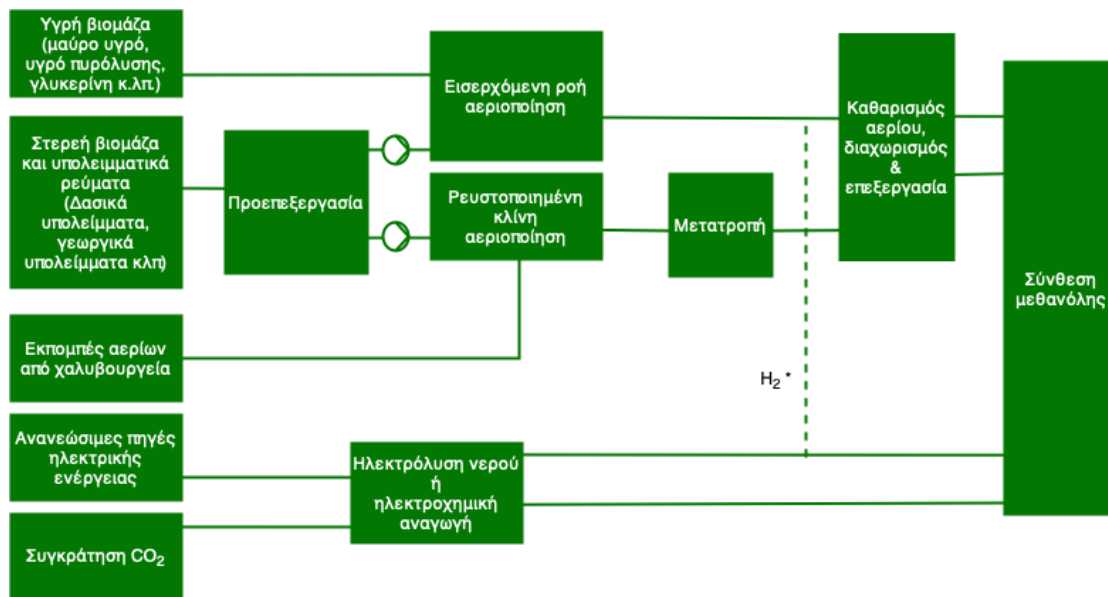 Υγρή βιομάζα
(μαύρο υγρό,
υγρό πυρόλυσης,
γλυκερίνη κ.λπ.)
Στερεή βιομάζα
και υπολειμματικά
ρεύματα
(Δασικά
υπολείμματα,
γεωργικά
υπολείμματα κλπ)
Εκπομπές αερίων
από χαλυβουργεία
Ανανεώσιμες πηγές
ηλεκτρικής
ενέργειας
Συγκράτηση CO₂
Προεπεξεργασία
Εισερχόμενη ροή
αεριοποίηση
Ρευστοποιημένη
κλίνη
αεριοποίηση
Μετατροπή
Ηλεκτρόλυση νερού
ή
ηλεκτροχημική
αναγωγή
H₂ *
Καθαρισμός
αερίου,
διαχωρισμός
&
επεξεργασία
Σύνθεση
μεθανόλης